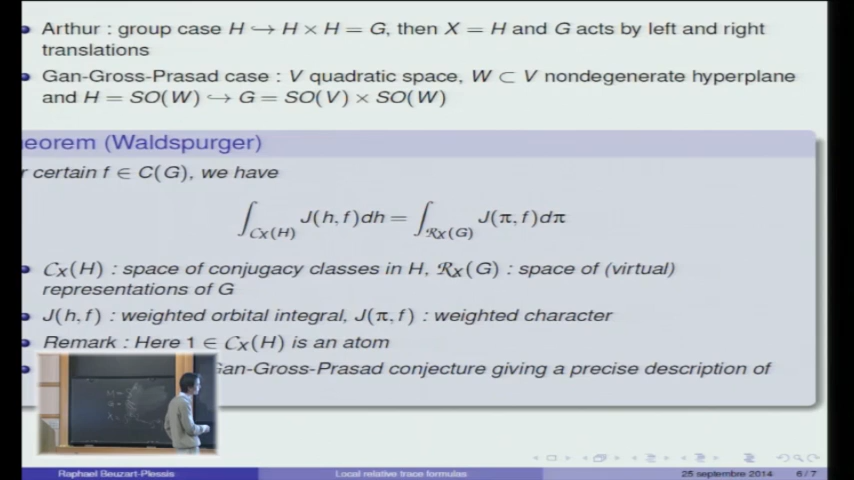 Arthur : group case H ↪ H × H = G, then X = H and G acts by left and right
translations
Gan-Gross-Prasad case : V quadratic space, W ⊂ V nondegenerate hyperplane
and H = SO(W) ↪ G = SO(V) × SO(W)
eorem (Waldspurger)
r certain f ∈ C(G), we have
∫_{𝒞_X(H)} J(h, f)dh = ∫_{ℛ_X(G)} J(π, f)dπ
𝒞_X(H) : space of conjugacy classes in H, ℛ_X(G) : space of (virtual)
representations of G
J(h, f) : weighted orbital integral, J(π, f) : weighted character
Remark : Here 1 ∈ 𝒞_X(H) is an atom
Gan-Gross-Prasad conjecture giving a precise description of
Raphael Beuzart-Plessis Local relative trace formulas 25 septembre 2014 6 / 7